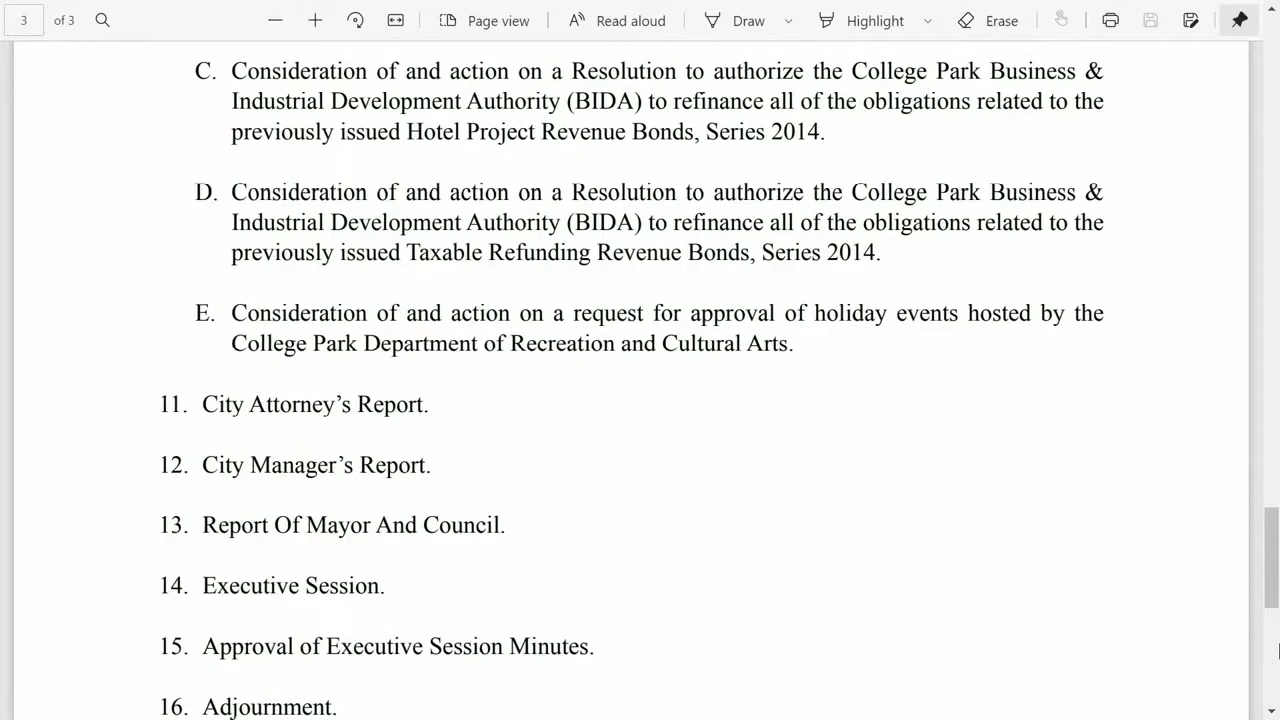 3 of 3 Page view Read aloud Draw Highlight Erase
C. Consideration of and action on a Resolution to authorize the College Park Business &
Industrial Development Authority (BIDA) to refinance all of the obligations related to the
previously issued Hotel Project Revenue Bonds, Series 2014.
D. Consideration of and action on a Resolution to authorize the College Park Business &
Industrial Development Authority (BIDA) to refinance all of the obligations related to the
previously issued Taxable Refunding Revenue Bonds, Series 2014.
E. Consideration of and action on a request for approval of holiday events hosted by the
College Park Department of Recreation and Cultural Arts.
11. City Attorney’s Report.
12. City Manager’s Report.
13. Report Of Mayor And Council.
14. Executive Session.
15. Approval of Executive Session Minutes.
16. Adjournment.